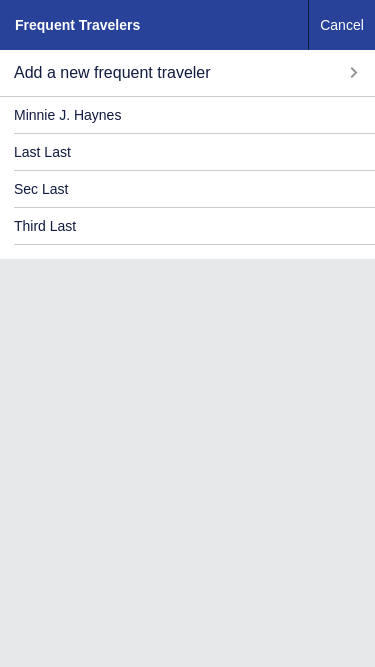 Frequent Travelers
Cancel
Add a new frequent traveler
Minnie J. Haynes
Last Last
Sec Last
Third Last